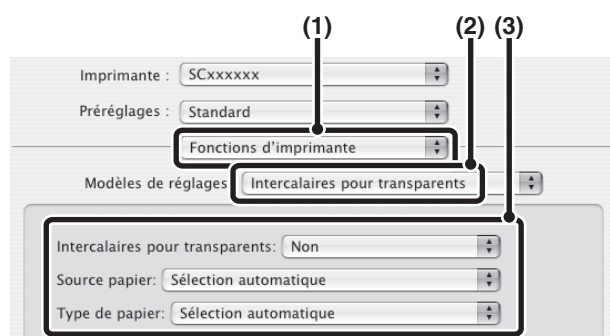 (1) (2) (3)
Imprimante : SCxxxxxx
Préréglages : Standard
Fonctions d'imprimante
Modèles de réglages Intercalaires pour transparents
Intercalaires pour transparents: Non
Source papier: Sélection automatique
Type de papier: Sélection automatique